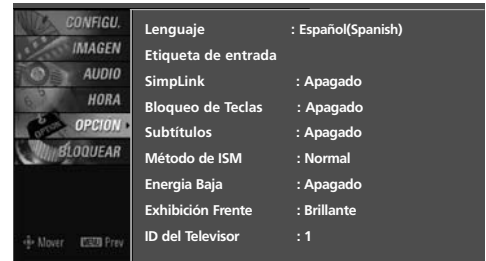 CONFIGU.
IMAGEN
AUDIO
HORA
OPCION
BLOQUEAR
Mover MENU Prev
Lenguaje : Español(Spanish)
Etiqueta de entrada
SimpLink : Apagado
Bloqueo de Teclas : Apagado
Subtítulos : Apagado
Método de ISM : Normal
Energia Baja : Apagado
Exhibición Frente : Brillante
ID del Televisor : 1